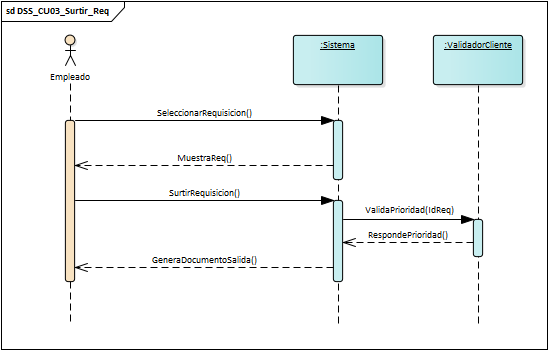 sd DSS_CU03_Surtir_Req
:Sistema
:ValidadorCliente
Empleado
SeleccionarRequisicion()
MuestraReq()
SurtirRequisicion()
ValidaPrioridad(IdReq)
RespondePrioridad()
GeneraDocumentoSalida()